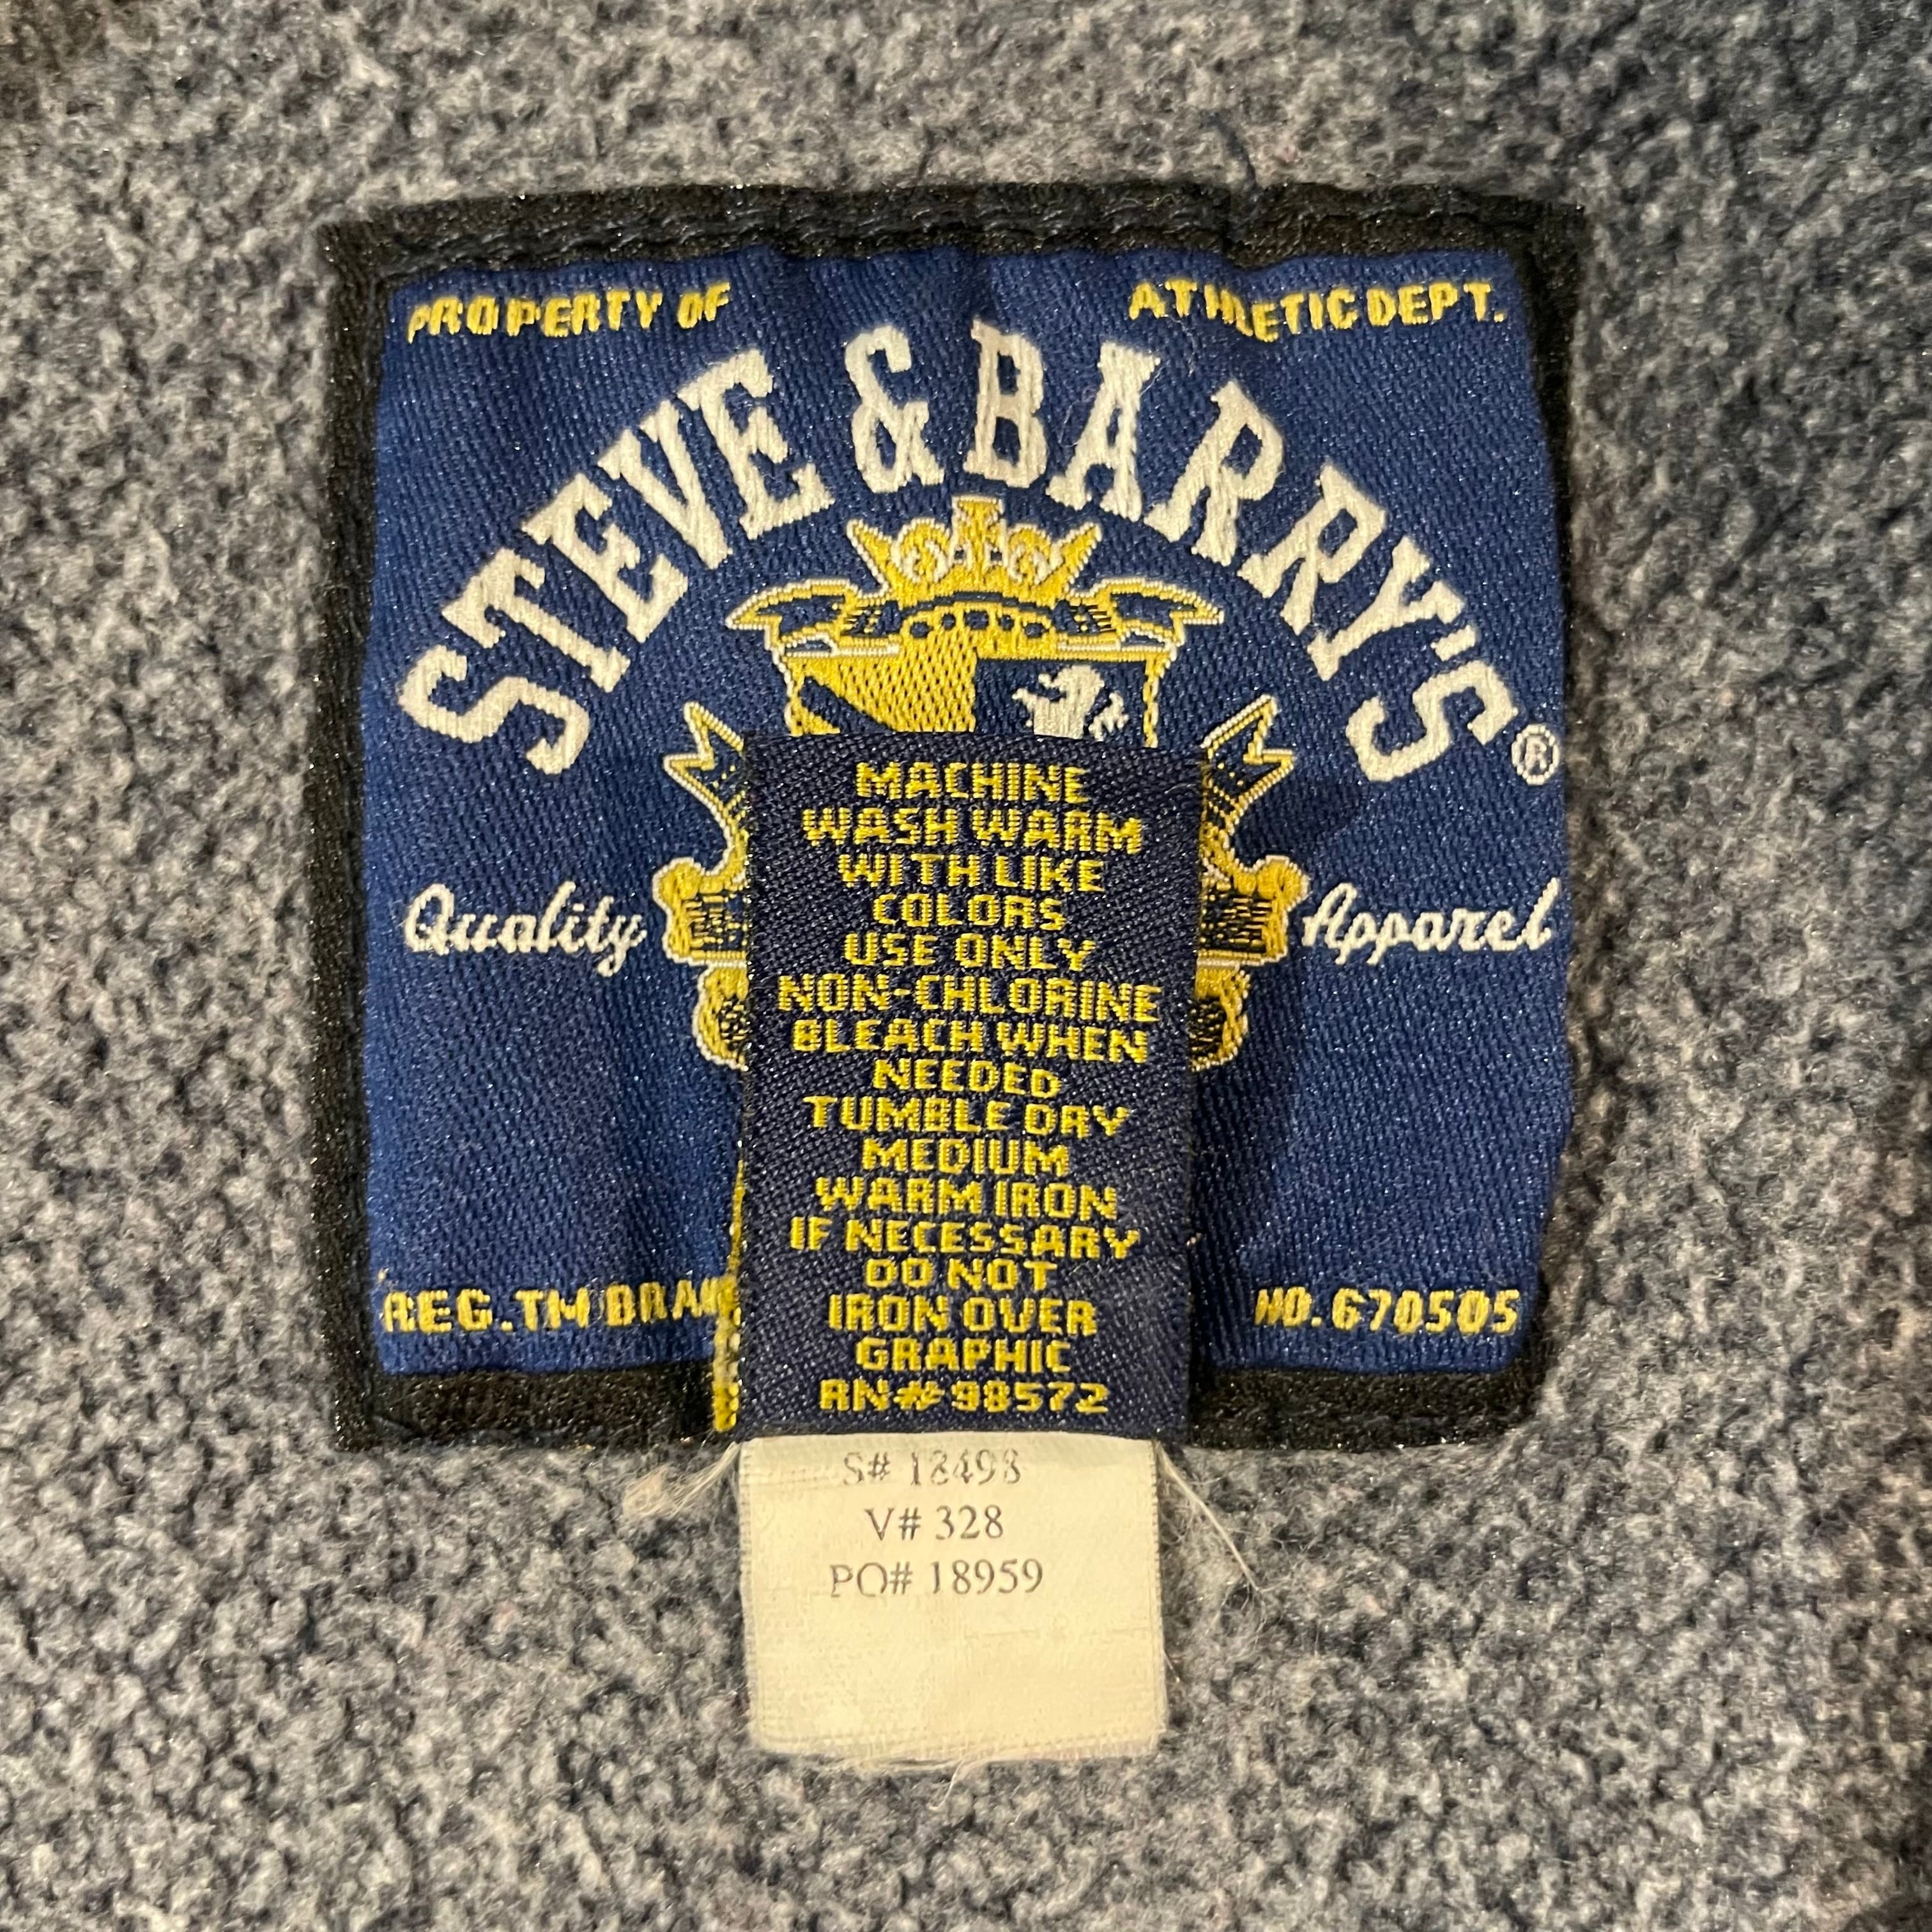 PROPERTY OF ATHLETIC DEPT.
STEVE & BARRY'S ®
Quality Apparel
MACHINE
WASH WARM
WITH LIKE
COLORS
USE ONLY
NON-CHLORINE
BLEACH WHEN
NEEDED
TUMBLE DRY
MEDIUM
WARM IRON
IF NECESSARY
DO NOT
IRON OVER
GRAPHIC
RN# 98572
REG.TM NO.670505
S# 18498
V# 328
PO# 18959